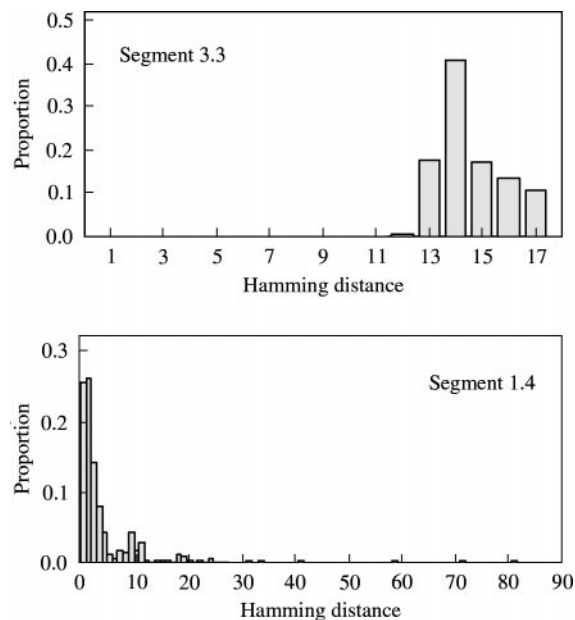 0.5
Segment 3.3
0.4
0.3
0.2
0.1
0.0
Proportion
1 3 5 7 9 11 13 15 17
Hamming distance
0.3
Segment 1.4
0.2
0.1
0.0
Proportion
0 10 20 30 40 50 60 70 80 90
Hamming distance